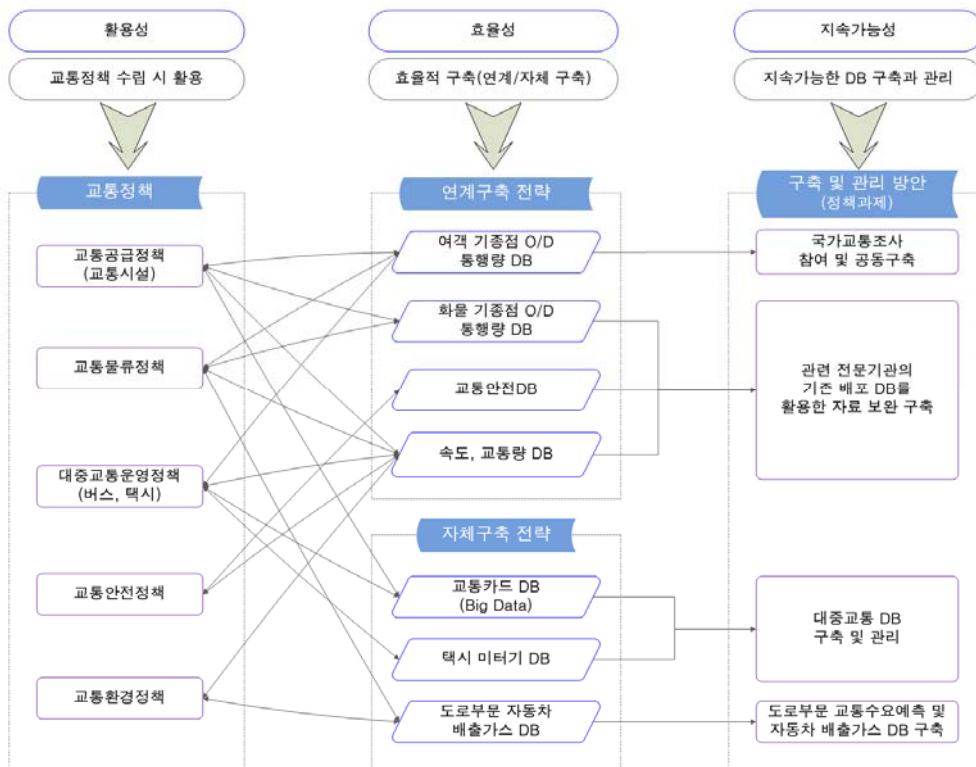 활용성
교통정책 수립 시 활용
교통정책
교통공급정책
(교통시설)
교통물류정책
대중교통운영정책
(버스, 택시)
교통안전정책
교통환경정책
효율성
효율적 구축(연계/자체 구축)
연계구축 전략
여객 기종점 O/D
통행량 DB
화물 기종점 O/D
통행량 DB
교통안전DB
속도, 교통량 DB
자체구축 전략
교통카드 DB
(Big Data)
택시 미터기 DB
도로부문 자동차
배출가스 DB
지속가능성
지속가능한 DB 구축과 관리
구축 및 관리 방안
(정책과제)
국가교통조사
참여 및 공동구축
관련 전문기관의
기존 배포 DB를
활용한 자료 보완 구축
대중교통 DB
구축 및 관리
도로부문 교통수요예측 및
자동차 배출가스 DB 구축